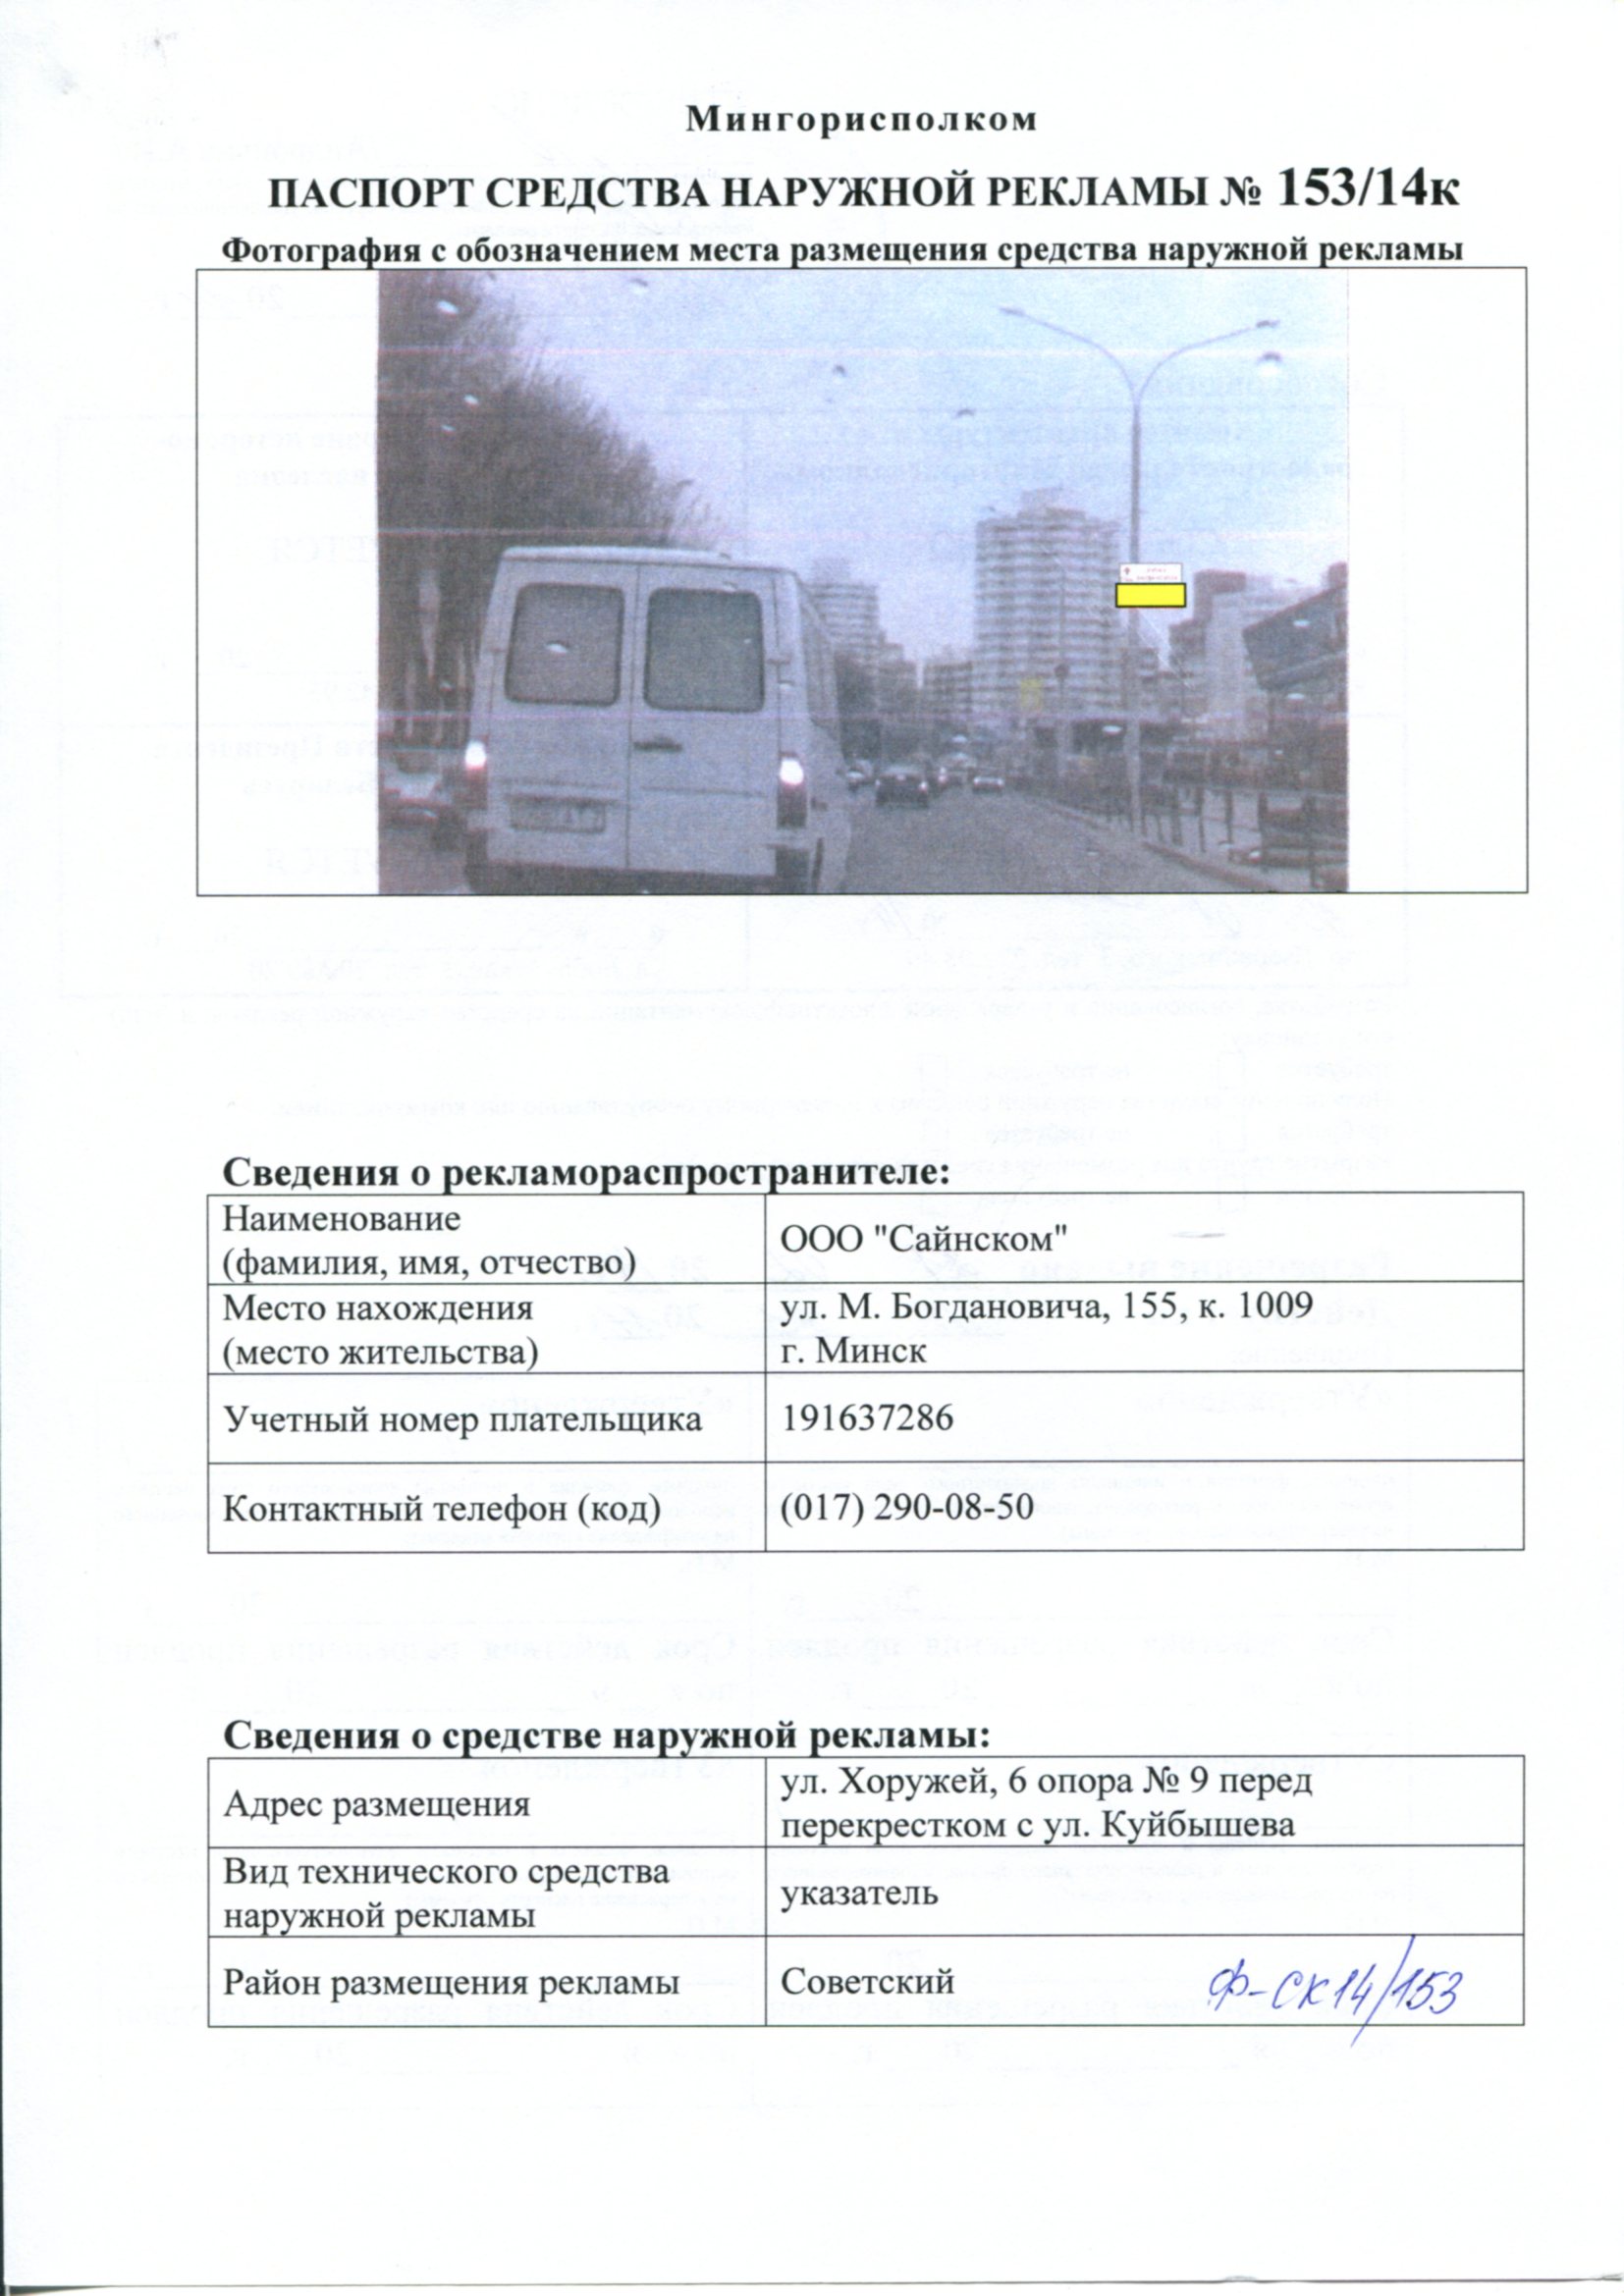 Мингорисполком
ПАСПОРТ СРЕДСТВА НАРУЖНОЙ РЕКЛАМЫ № 153/14к
Фотография с обозначением места размещения средства наружной рекламы
Сведения о рекламораспространителе:
Наименование
(фамилия, имя, отчество)
ООО "Сайнском"
Место нахождения
(место жительства)
ул. М. Богдановича, 155, к. 1009
г. Минск
Учетный номер плательщика
191637286
Контактный телефон (код)
(017) 290-08-50
Сведения о средстве наружной рекламы:
Адрес размещения
ул. Хоружей, 6 опора № 9 перед
перекрестком с ул. Куйбышева
Вид технического средства
наружной рекламы
указатель
Район размещения рекламы
Советский
Ф-СК14/153